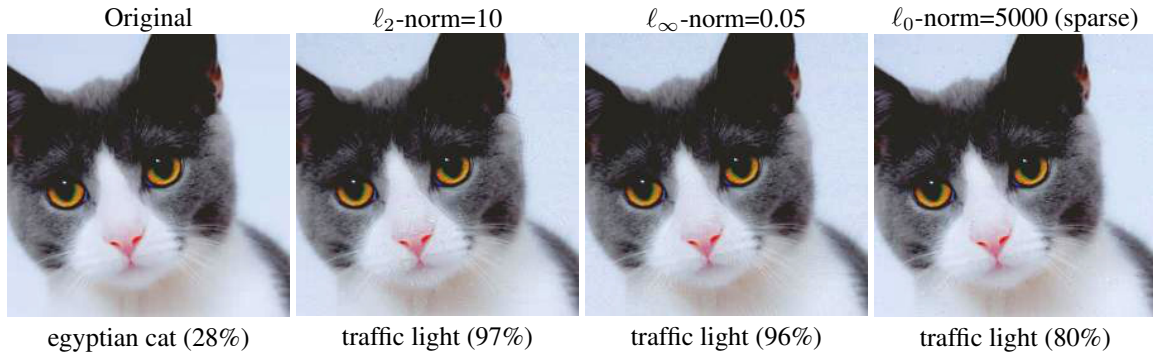 Original
ℓ₂-norm=10
ℓ∞-norm=0.05
ℓ₀-norm=5000 (sparse)
egyptian cat (28%)
traffic light (97%)
traffic light (96%)
traffic light (80%)